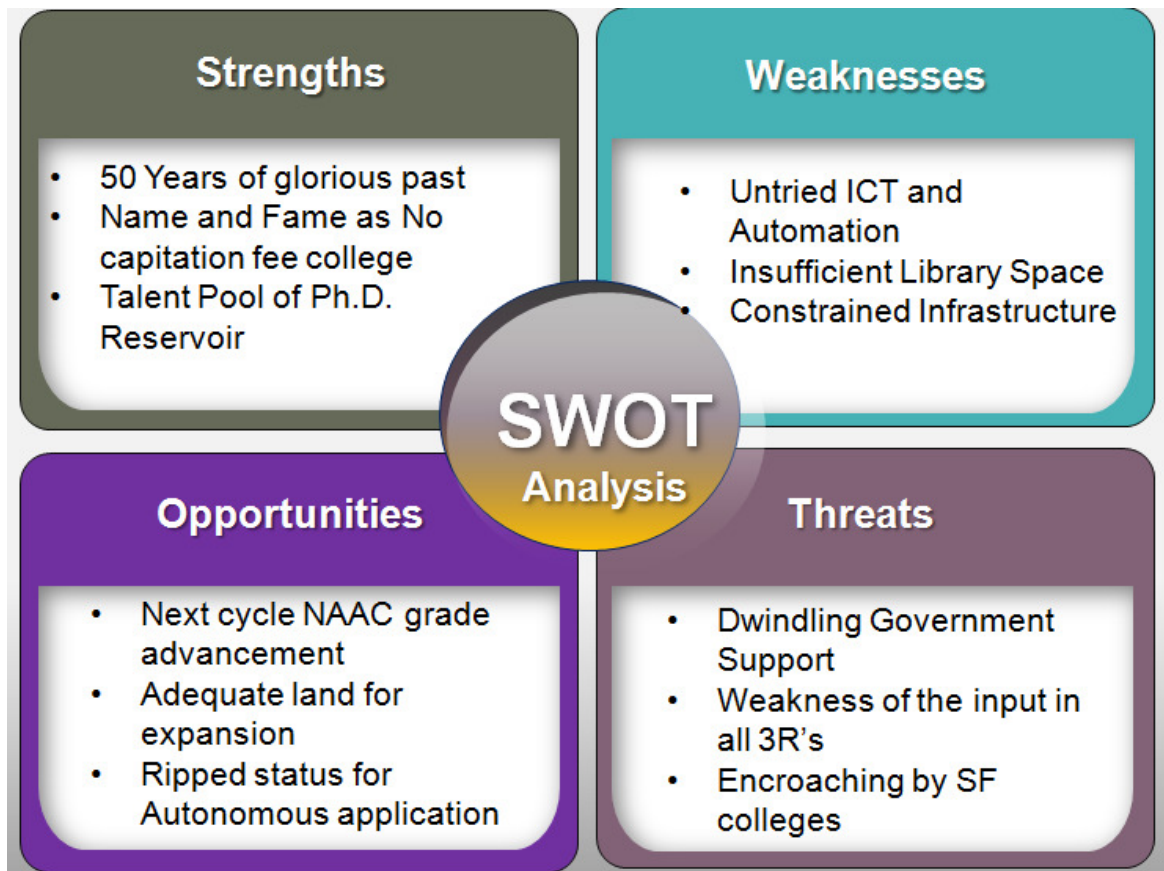 Strengths
• 50 Years of glorious past
• Name and Fame as No
capitation fee college
• Talent Pool of Ph.D.
Reservoir
Weaknesses
• Untried ICT and
Automation
• Insufficient Library Space
• Constrained Infrastructure
SWOT
Analysis
Opportunities
• Next cycle NAAC grade
advancement
• Adequate land for
expansion
• Ripped status for
Autonomous application
Threats
• Dwindling Government
Support
• Weakness of the input in
all 3R's
• Encroaching by SF
colleges